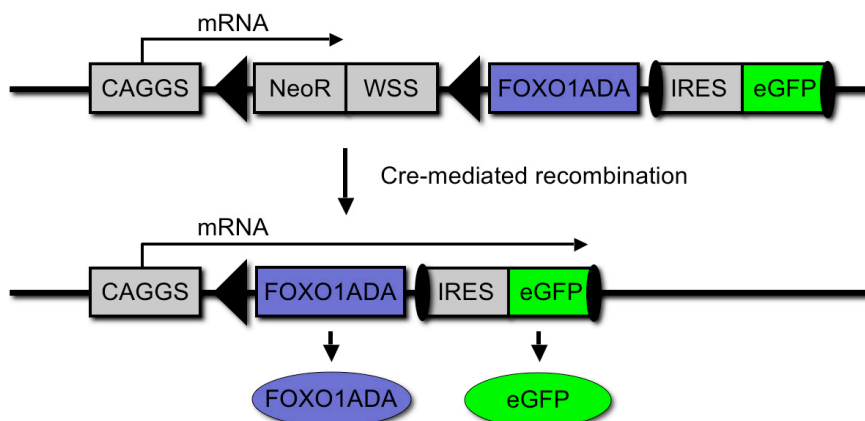 mRNA
CAGGS NeoR WSS FOXO1ADA IRES eGFP
Cre-mediated recombination
mRNA
CAGGS FOXO1ADA IRES eGFP
FOXO1ADA eGFP